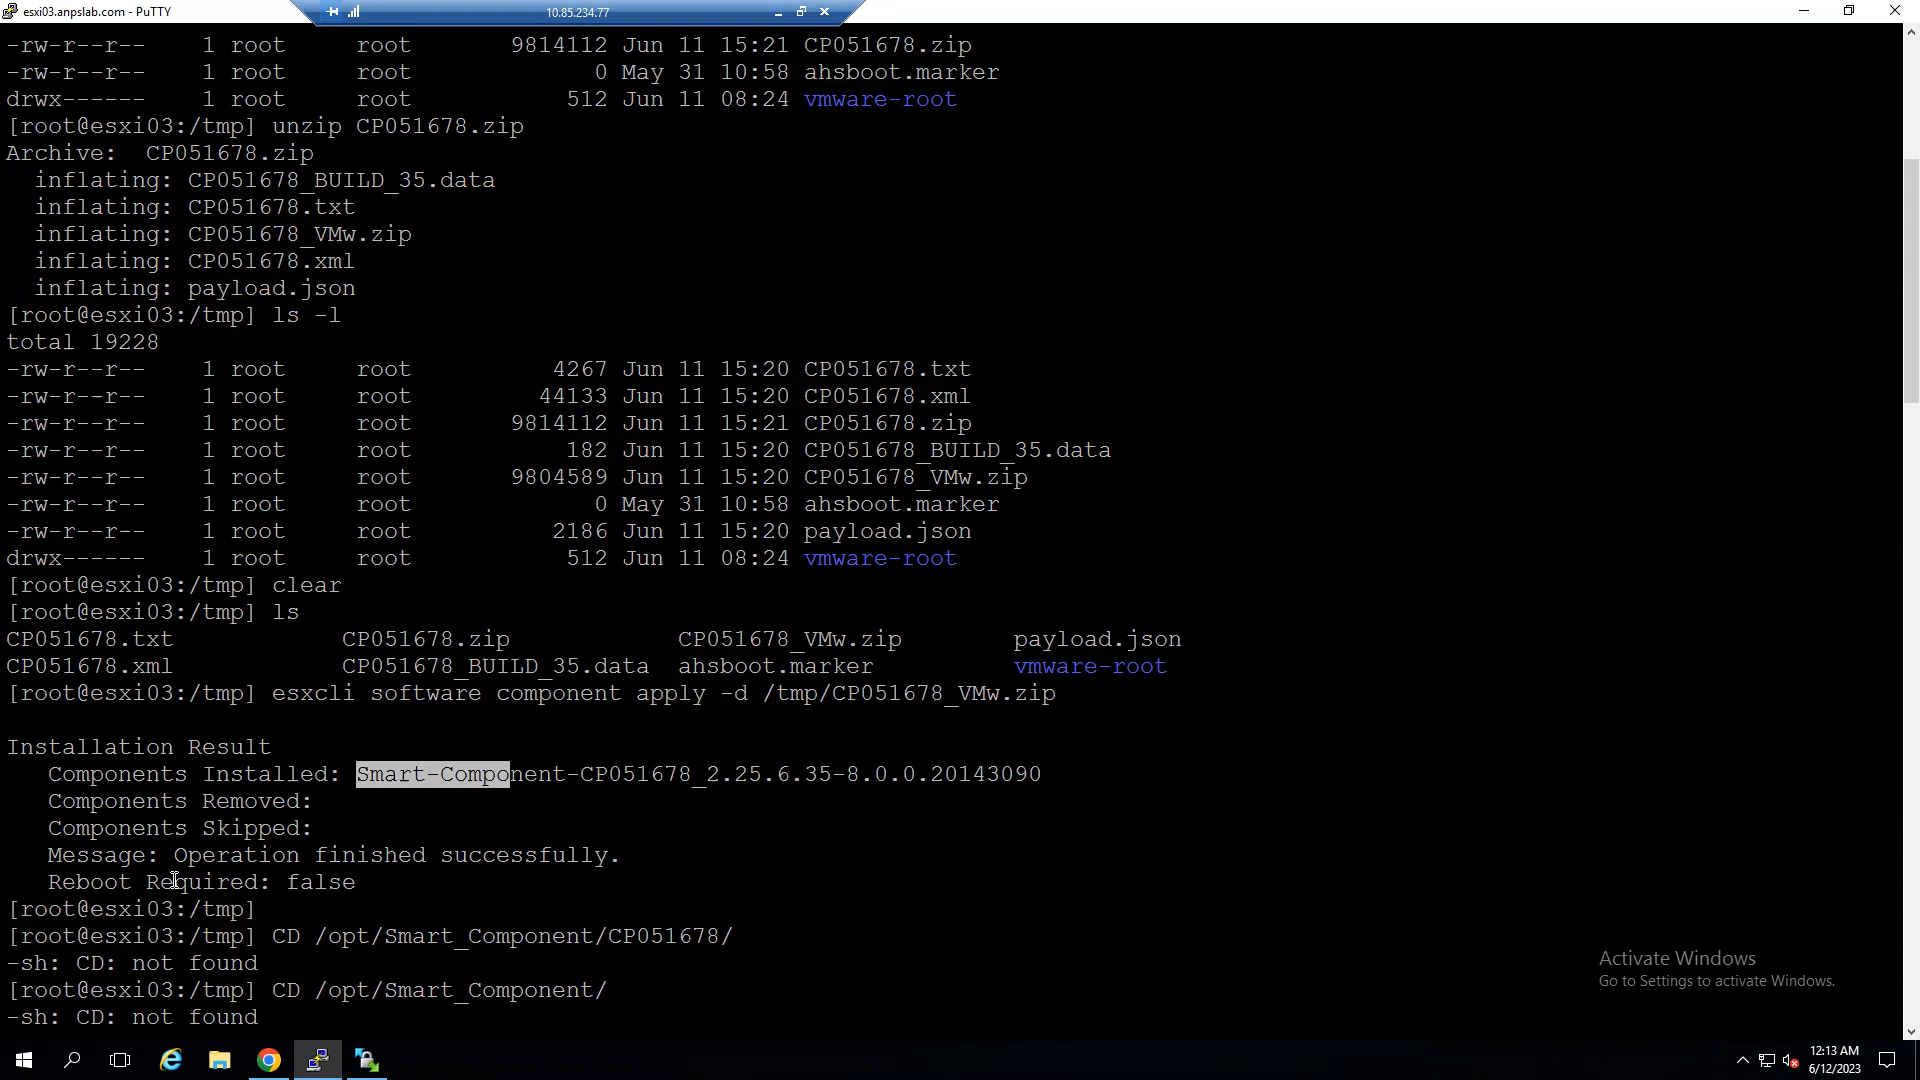 esxi03.anpslab.com - PuTTY
10.85.234.77
-rw-r--r-- 1 root root 9814112 Jun 11 15:21 CP051678.zip
-rw-r--r-- 1 root root 0 May 31 10:58 ahsboot.marker
drwx------ 1 root root 512 Jun 11 08:24 vmware-root
[root@esxi03:/tmp] unzip CP051678.zip
Archive: CP051678.zip
inflating: CP051678_BUILD_35.data
inflating: CP051678.txt
inflating: CP051678_VMw.zip
inflating: CP051678.xml
inflating: payload.json
[root@esxi03:/tmp] ls -l
total 19228
-rw-r--r-- 1 root root 4267 Jun 11 15:20 CP051678.txt
-rw-r--r-- 1 root root 44133 Jun 11 15:20 CP051678.xml
-rw-r--r-- 1 root root 9814112 Jun 11 15:21 CP051678.zip
-rw-r--r-- 1 root root 182 Jun 11 15:20 CP051678_BUILD_35.data
-rw-r--r-- 1 root root 9804589 Jun 11 15:20 CP051678_VMw.zip
-rw-r--r-- 1 root root 0 May 31 10:58 ahsboot.marker
-rw-r--r-- 1 root root 2186 Jun 11 15:20 payload.json
drwx------ 1 root root 512 Jun 11 08:24 vmware-root
[root@esxi03:/tmp] clear
[root@esxi03:/tmp] ls
CP051678.txt CP051678.zip CP051678_VMw.zip payload.json
CP051678.xml CP051678_BUILD_35.data ahsboot.marker vmware-root
[root@esxi03:/tmp] esxcli software component apply -d /tmp/CP051678_VMw.zip
Installation Result
Components Installed: Smart-Component-CP051678_2.25.6.35-8.0.0.20143090
Components Removed:
Components Skipped:
Message: Operation finished successfully.
Reboot Required: false
[root@esxi03:/tmp]
[root@esxi03:/tmp] CD /opt/Smart_Component/CP051678/
-sh: CD: not found
[root@esxi03:/tmp] CD /opt/Smart_Component/
-sh: CD: not found
Activate Windows
Go to Settings to activate Windows.
12:13 AM
6/12/2023